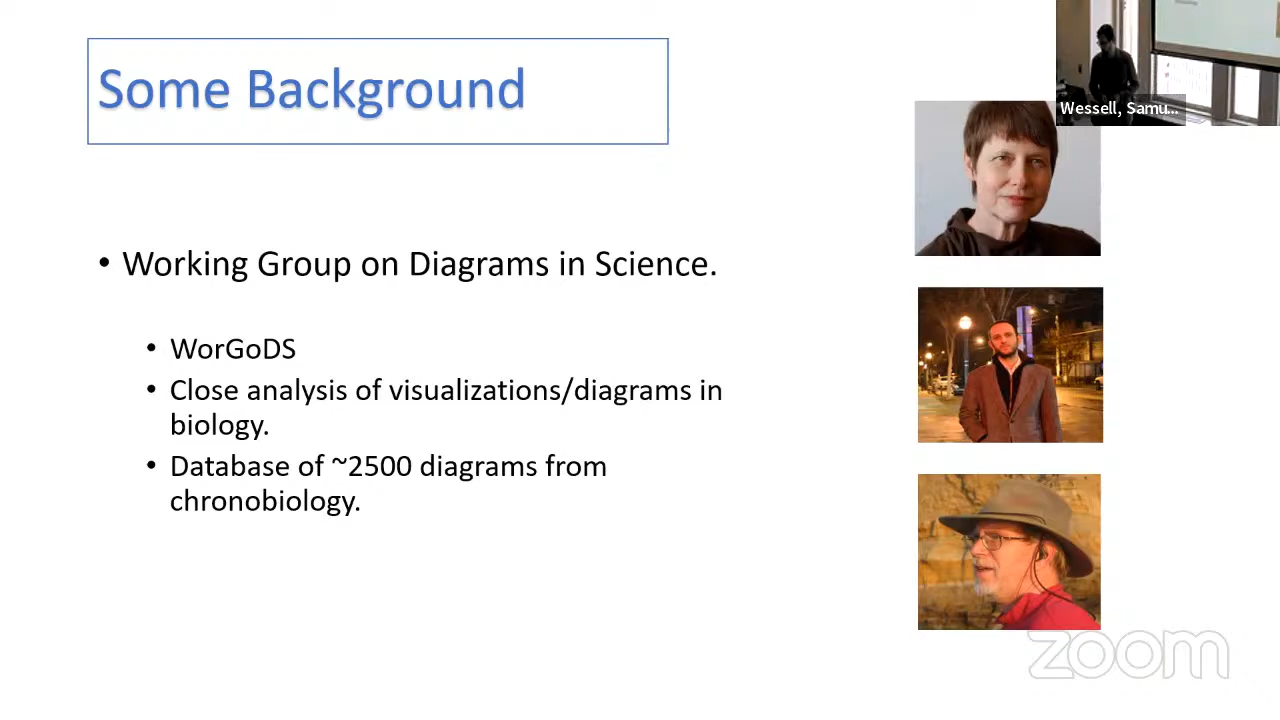 Some Background
Wessell, Samu...
• Working Group on Diagrams in Science.
• WorGoDS
• Close analysis of visualizations/diagrams in
biology.
• Database of ~2500 diagrams from
chronobiology.
zoom